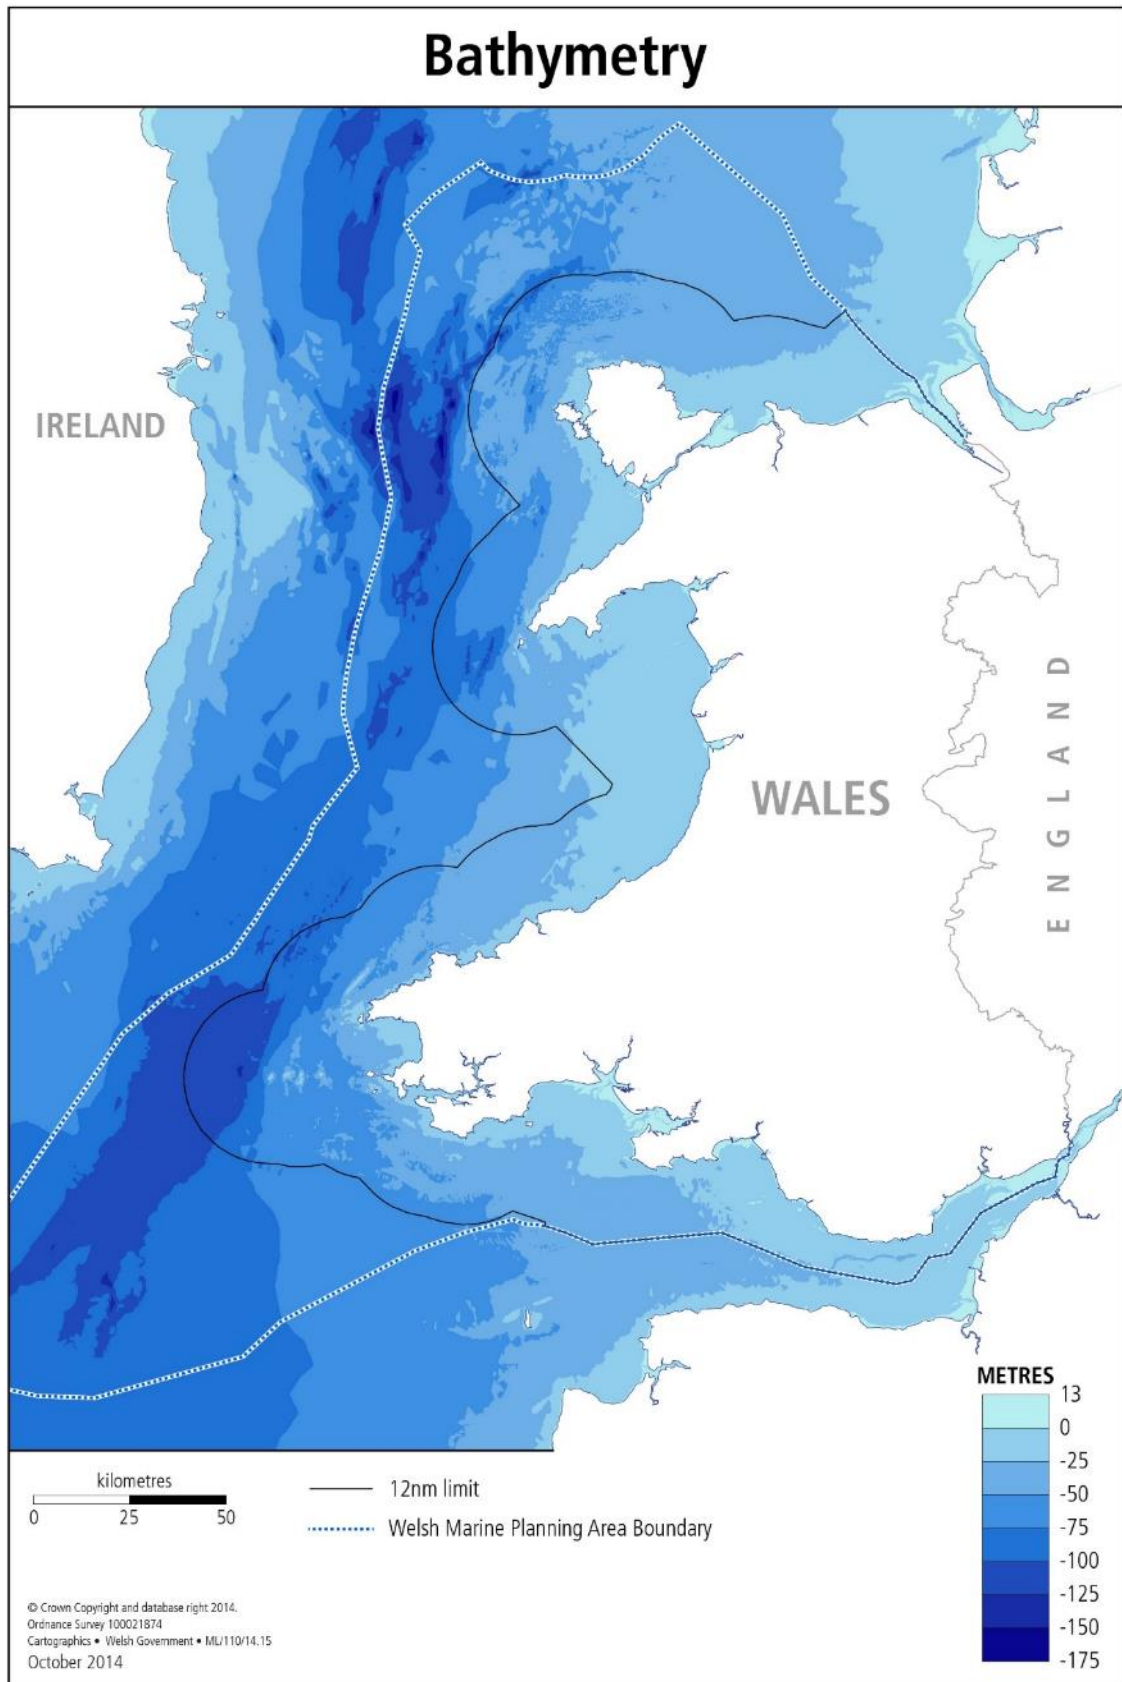 Bathymetry
IRELAND
WALES
ENGLAND
METRES
13
0
-25
-50
-75
-100
-125
-150
-175
kilometres
0 25 50
12nm limit
Welsh Marine Planning Area Boundary
© Crown Copyright and database right 2014.
Ordnance Survey 100021874
Cartographics • Welsh Government • ML/110/14.15
October 2014